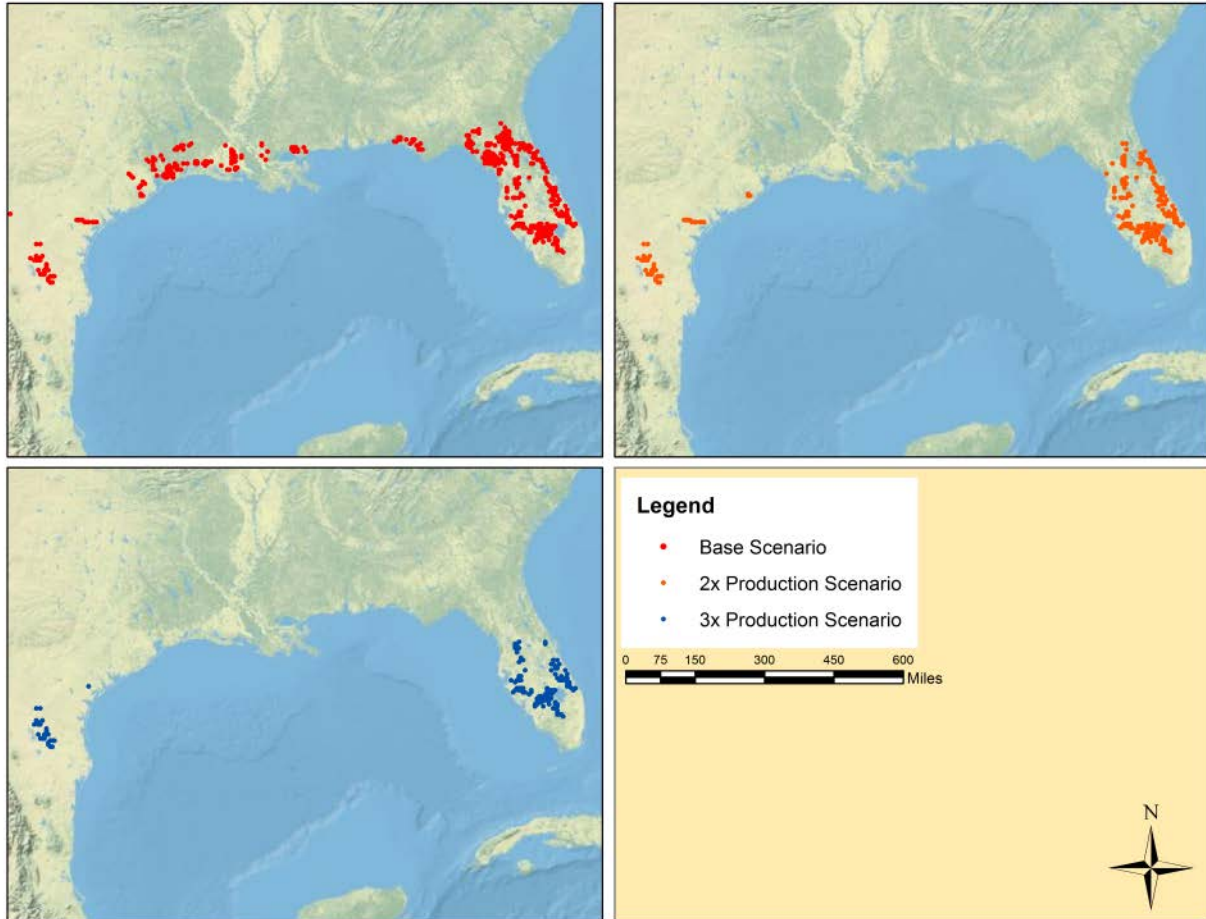 Legend
Base Scenario
2x Production Scenario
3x Production Scenario
0 75 150 300 450 600
Miles
N